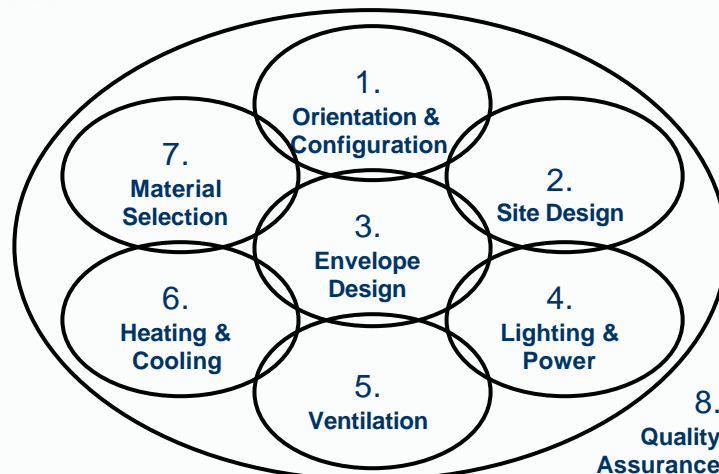 1.
Orientation &
Configuration
2.
Site Design
3.
Envelope
Design
4.
Lighting &
Power
5.
Ventilation
6.
Heating &
Cooling
7.
Material
Selection
8.
Quality
Assurance